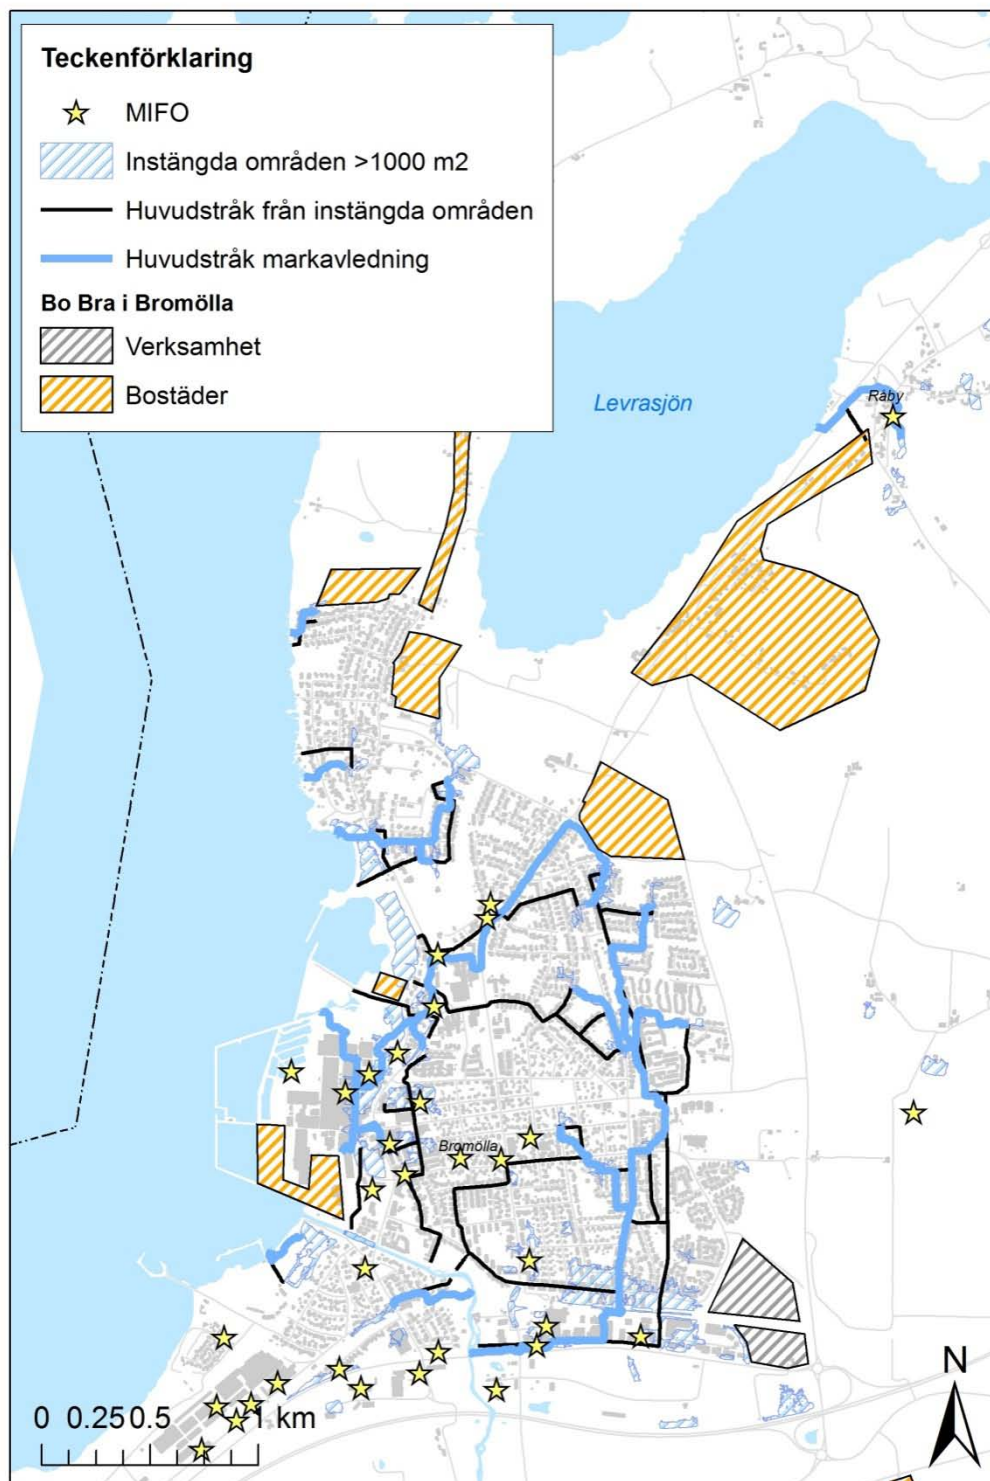 Teckenförklaring
MIFO
Instängda områden >1000 m2
Huvudstråk från instängda områden
Huvudstråk markavledning
Bo Bra i Bromölla
Verksamhet
Bostäder
Råby
Levrasjön
Bromölla
N
0 0.25 0.5 1 km